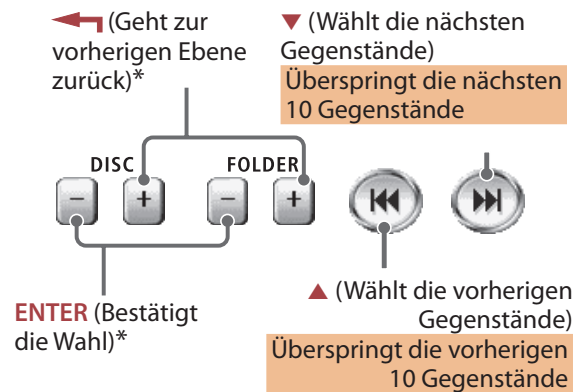 (Geht zur
vorherigen Ebene
zurück)*
▼ (Wählt die nächsten
Gegenstände)
Überspringt die nächsten
10 Gegenstände
DISC
FOLDER
– + – +
ENTER (Bestätigt
die Wahl)*
▲ (Wählt die vorherigen
Gegenstände)
Überspringt die vorherigen
10 Gegenstände